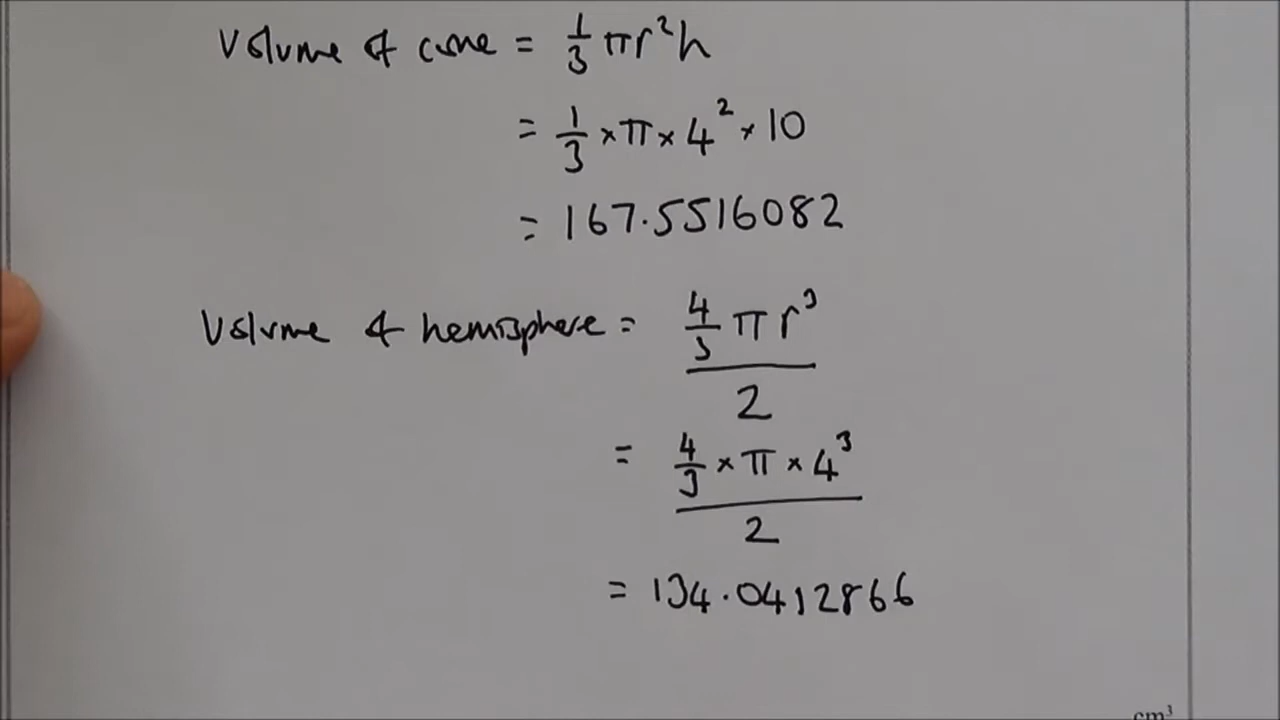 Volume of cone = 1/3 πr²h
= 1/3 × π × 4² × 10
= 167.5516082
Volume of hemisphere = (4/3 πr³)/2
= (4/3 × π × 4³)/2
= 134.0412866
cm³